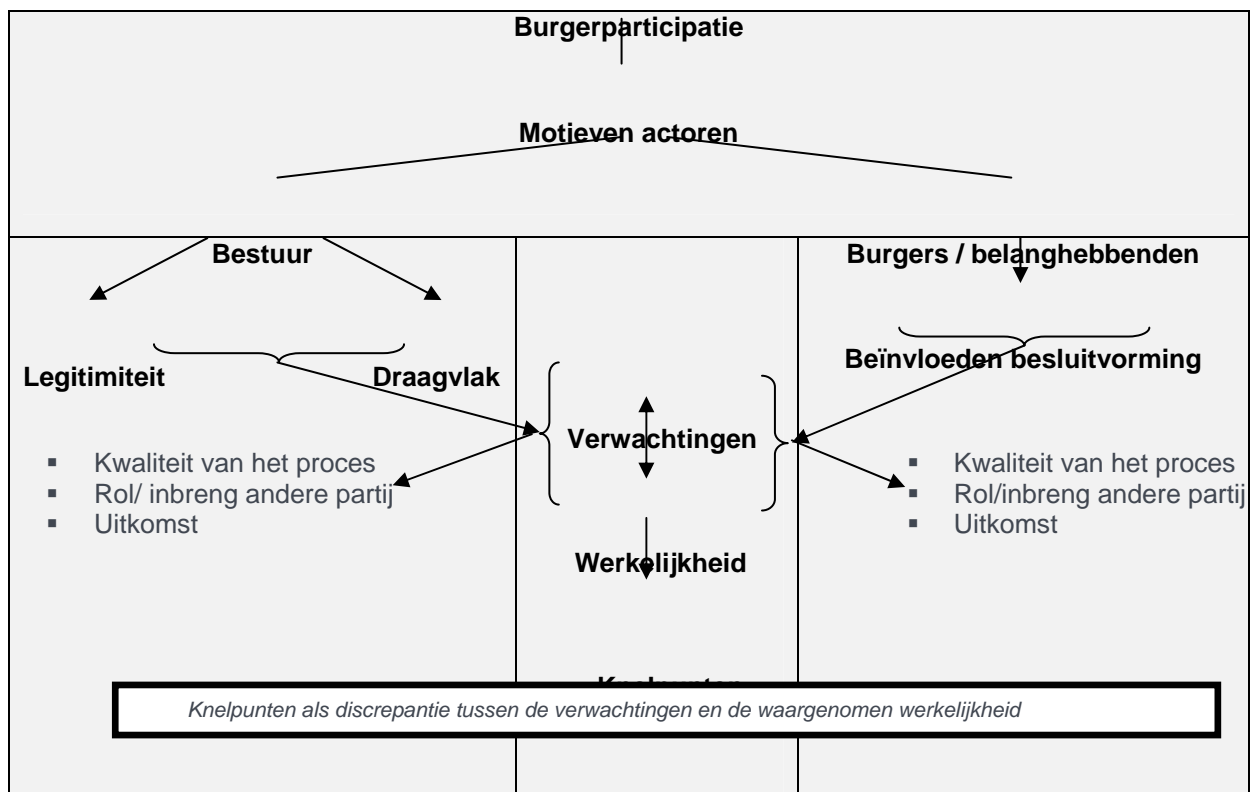 Burgerparticipatie
Motieven actoren
Bestuur
Burgers / belanghebbenden
Legitimiteit
Draagvlak
Beïnvloeden besluitvorming
Verwachtingen
▪ Kwaliteit van het proces
▪ Rol/ inbreng andere partij
▪ Uitkomst
▪ Kwaliteit van het proces
▪ Rol/inbreng andere partij
▪ Uitkomst
Werkelijkheid
Knelpunten als discrepantie tussen de verwachtingen en de waargenomen werkelijkheid